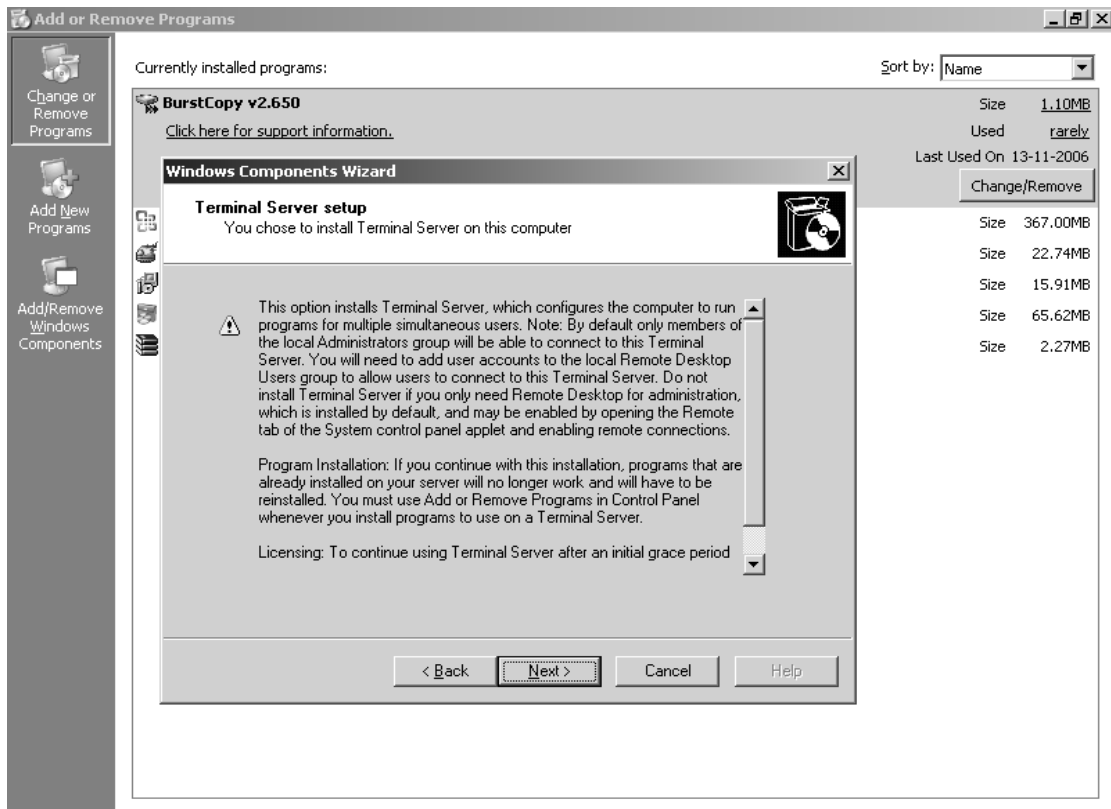 Add or Remove Programs
Change or
Remove
Programs
Add New
Programs
Add/Remove
Windows
Components
Currently installed programs:
Sort by: Name
BurstCopy v2.650
Size 1.10MB
Click here for support information.
Used rarely
Last Used On 13-11-2006
Change/Remove
Size 367.00MB
Size 22.74MB
Size 15.91MB
Size 65.62MB
Size 2.27MB
Windows Components Wizard
Terminal Server setup
You chose to install Terminal Server on this computer
This option installs Terminal Server, which configures the computer to run
programs for multiple simultaneous users. Note: By default only members of
the local Administrators group will be able to connect to this Terminal
Server. You will need to add user accounts to the local Remote Desktop
Users group to allow users to connect to this Terminal Server. Do not
install Terminal Server if you only need Remote Desktop for administration,
which is installed by default, and may be enabled by opening the Remote
tab of the System control panel applet and enabling remote connections.
Program Installation: If you continue with this installation, programs that are
already installed on your server will no longer work and will have to be
reinstalled. You must use Add or Remove Programs in Control Panel
whenever you install programs to use on a Terminal Server.
Licensing: To continue using Terminal Server after an initial grace period
< Back Next > Cancel Help